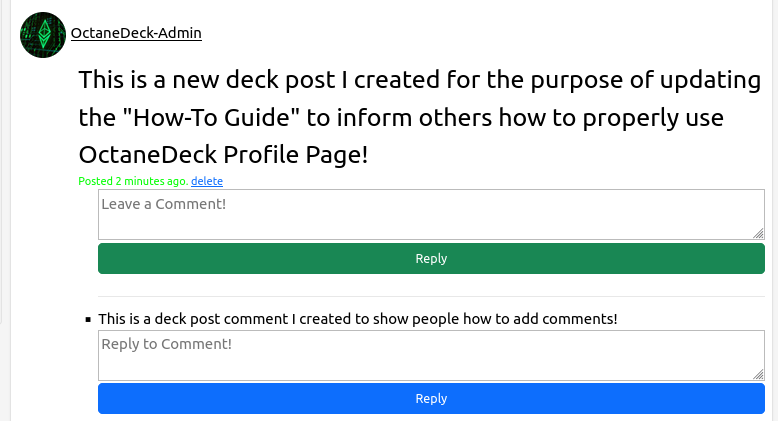 OctaneDeck-Admin
This is a new deck post I created for the purpose of updating
the "How-To Guide" to inform others how to properly use
OctaneDeck Profile Page!
Posted 2 minutes ago. delete
Leave a Comment!
Reply
This is a deck post comment I created to show people how to add comments!
Reply to Comment!
Reply